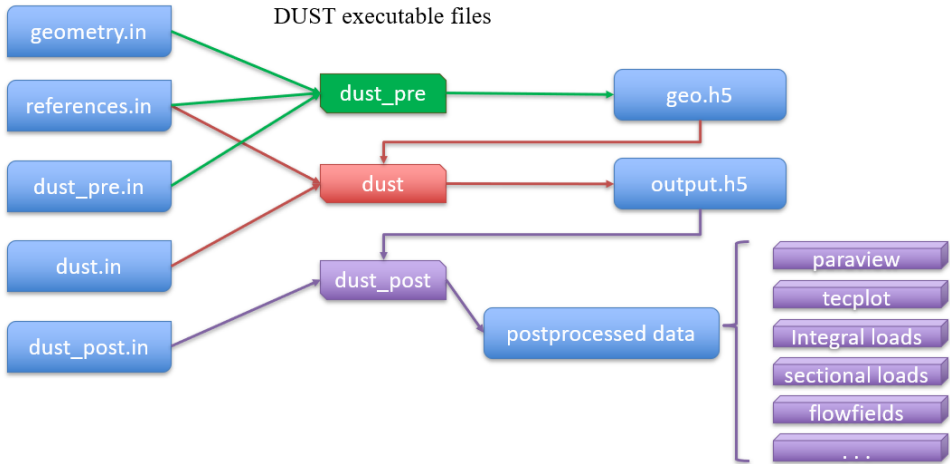 DUST executable files
geometry.in
references.in
dust_pre.in
dust.in
dust_post.in
dust_pre
dust
dust_post
geo.h5
output.h5
postprocessed data
paraview
tecplot
Integral loads
sectional loads
flowfields
. . .